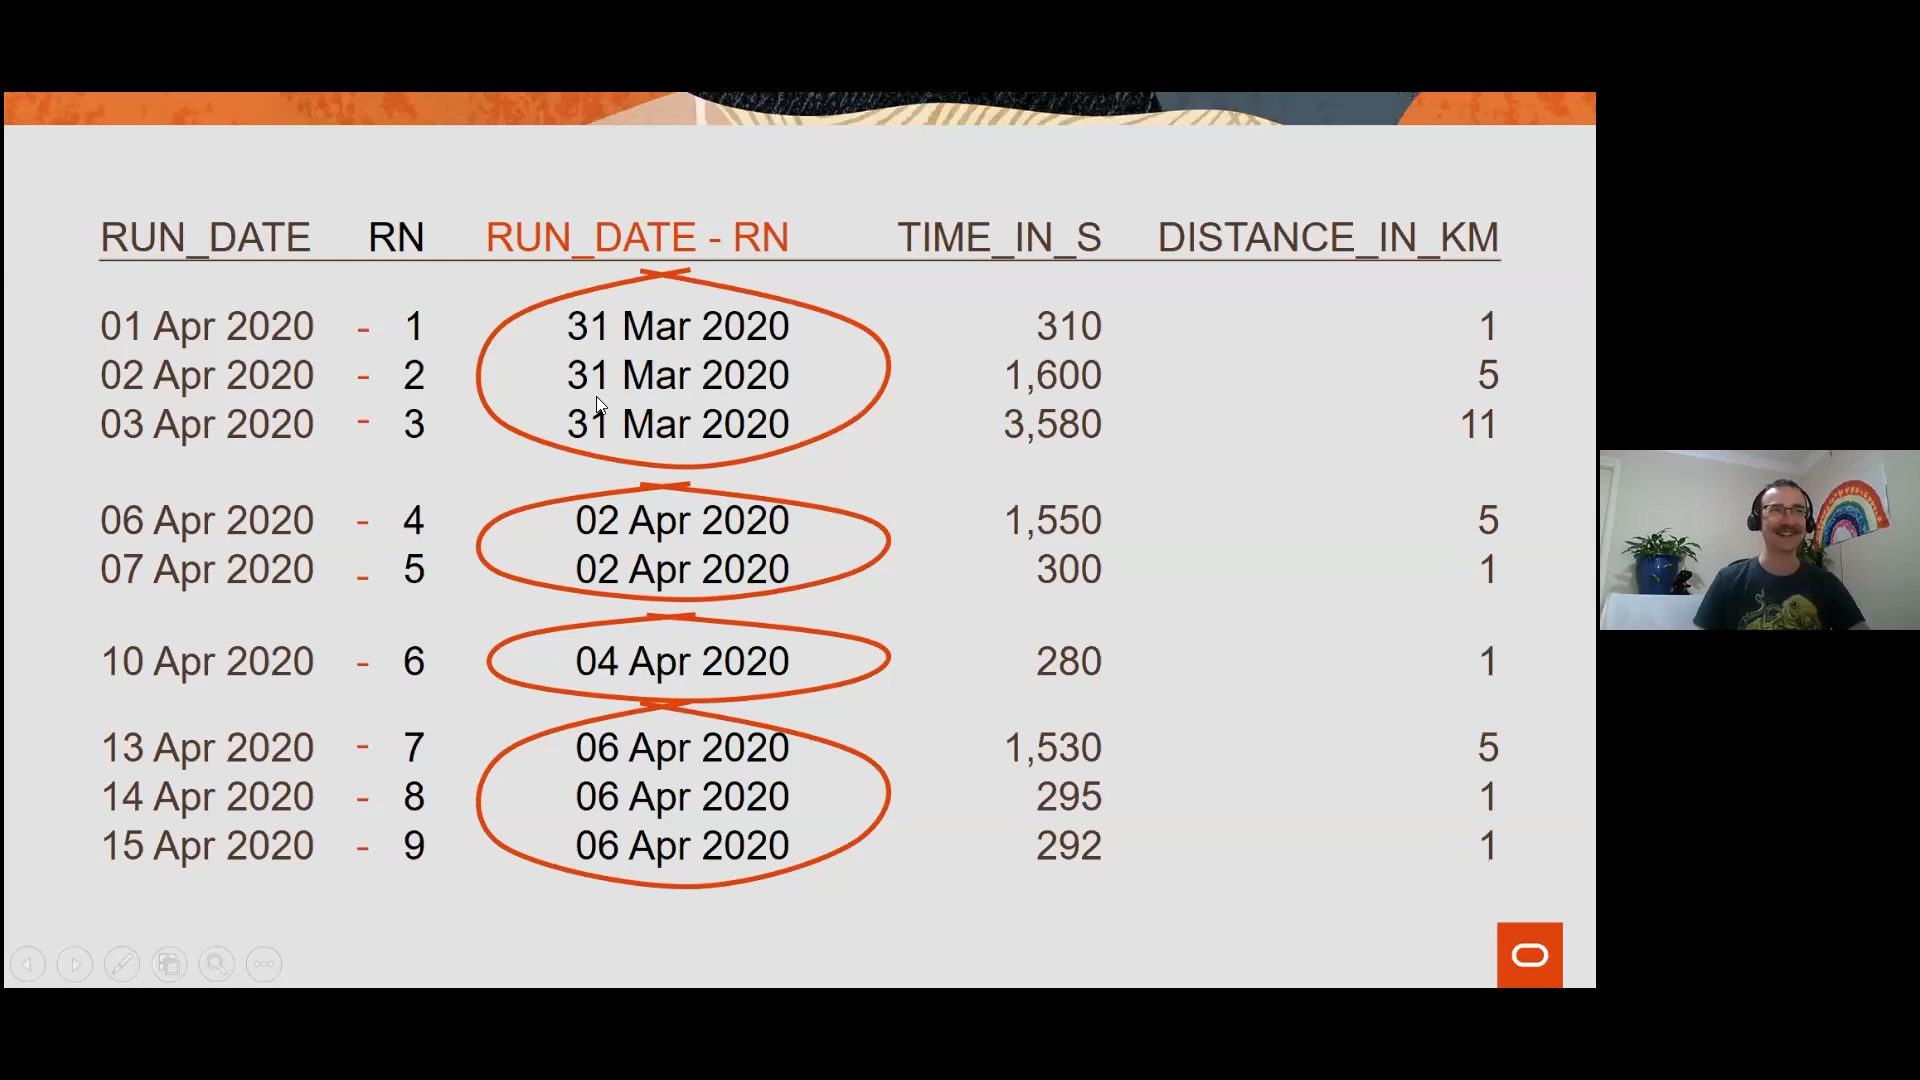 RUN_DATE RN RUN_DATE - RN TIME_IN_S DISTANCE_IN_KM
01 Apr 2020 - 1 31 Mar 2020 310 1
02 Apr 2020 - 2 31 Mar 2020 1,600 5
03 Apr 2020 - 3 31 Mar 2020 3,580 11
06 Apr 2020 - 4 02 Apr 2020 1,550 5
07 Apr 2020 - 5 02 Apr 2020 300 1
10 Apr 2020 - 6 04 Apr 2020 280 1
13 Apr 2020 - 7 06 Apr 2020 1,530 5
14 Apr 2020 - 8 06 Apr 2020 295 1
15 Apr 2020 - 9 06 Apr 2020 292 1